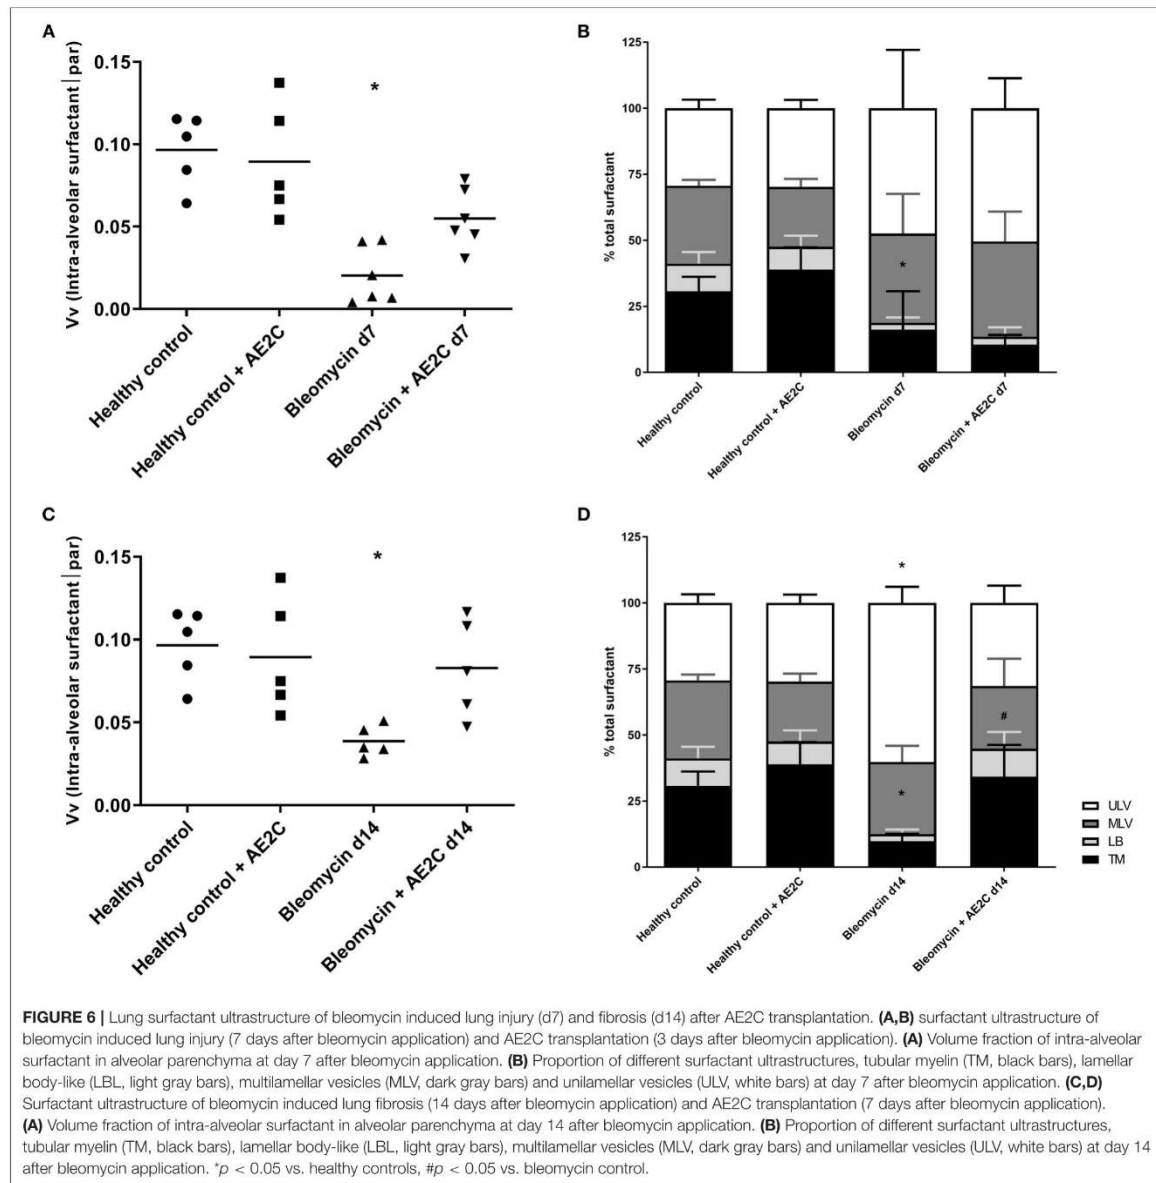 A
B
0.15
0.10
0.05
0.00
Vv (Intra-alveolar surfactant|par)
*
Healthy control
Healthy control + AE2C
Bleomycin d7
Bleomycin + AE2C d7
125
100
75
50
25
0
% total surfactant
*
Healthy control
Healthy control + AE2C
Bleomycin d7
Bleomycin + AE2C d7
C
D
0.15
0.10
0.05
0.00
Vv (Intra-alveolar surfactant|par)
*
Healthy control
Healthy control + AE2C
Bleomycin d14
Bleomycin + AE2C d14
125
100
75
50
25
0
% total surfactant
*
*
#
Healthy control
Healthy control + AE2C
Bleomycin d14
Bleomycin + AE2C d14
ULV
MLV
LB
TM
FIGURE 6 | Lung surfactant ultrastructure of bleomycin induced lung injury (d7) and fibrosis (d14) after AE2C transplantation. (A,B) surfactant ultrastructure of
bleomycin induced lung injury (7 days after bleomycin application) and AE2C transplantation (3 days after bleomycin application). (A) Volume fraction of intra-alveolar
surfactant in alveolar parenchyma at day 7 after bleomycin application. (B) Proportion of different surfactant ultrastructures, tubular myelin (TM, black bars), lamellar
body-like (LBL, light gray bars), multilamellar vesicles (MLV, dark gray bars) and unilamellar vesicles (ULV, white bars) at day 7 after bleomycin application. (C,D)
Surfactant ultrastructure of bleomycin induced lung fibrosis (14 days after bleomycin application) and AE2C transplantation (7 days after bleomycin application).
(A) Volume fraction of intra-alveolar surfactant in alveolar parenchyma at day 14 after bleomycin application. (B) Proportion of different surfactant ultrastructures,
tubular myelin (TM, black bars), lamellar body-like (LBL, light gray bars), multilamellar vesicles (MLV, dark gray bars) and unilamellar vesicles (ULV, white bars) at day 14
after bleomycin application. *p < 0.05 vs. healthy controls, #p < 0.05 vs. bleomycin control.